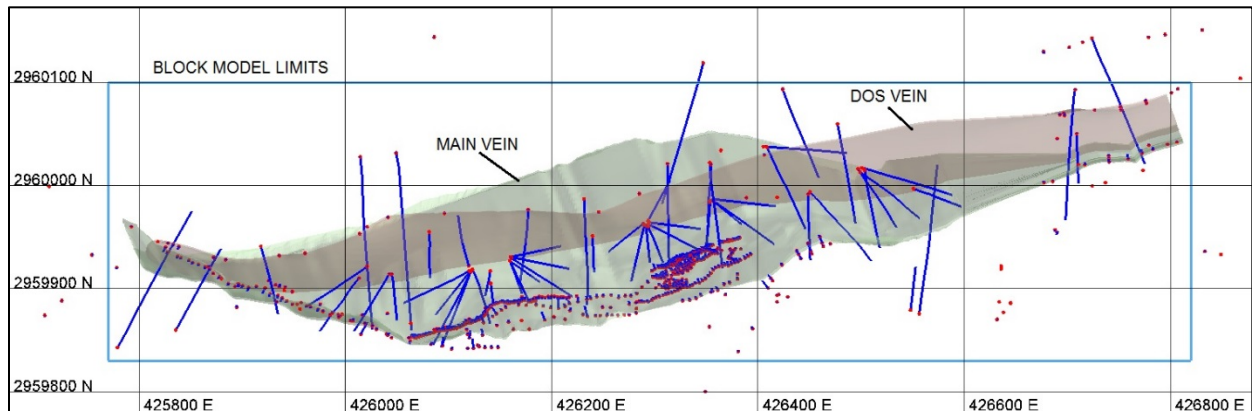 2960100 N
BLOCK MODEL LIMITS
DOS VEIN
MAIN VEIN
2960000 N
2959900 N
2959800 N
425800 E
426000 E
426200 E
426400 E
426600 E
426800 E